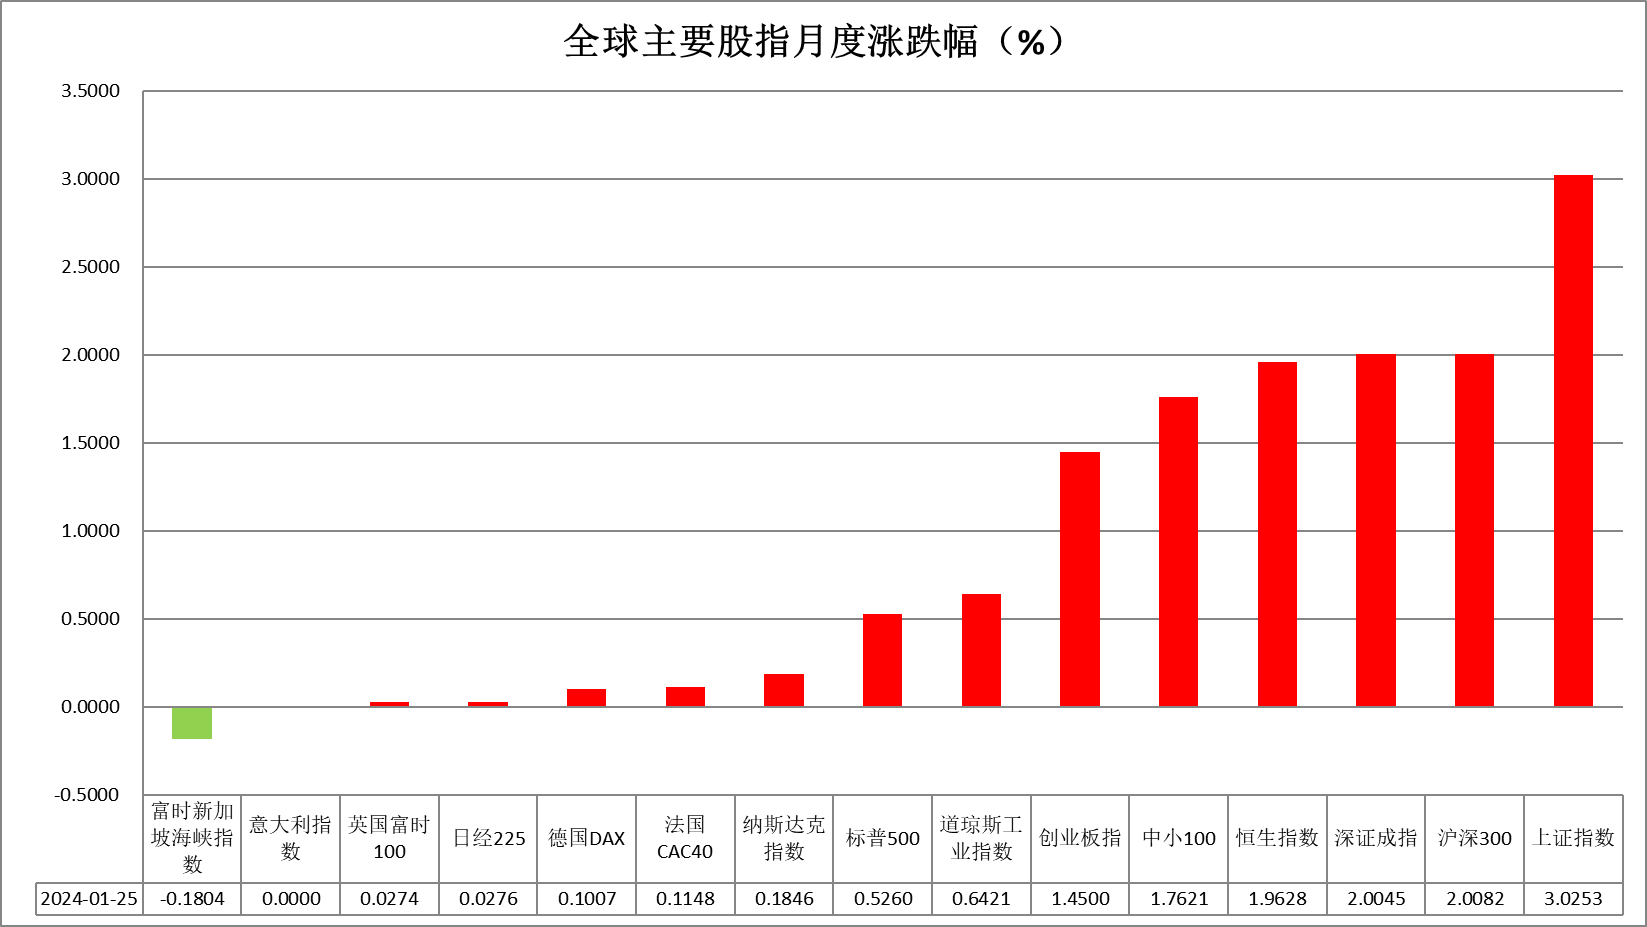 全球主要股指月度涨跌幅（%）
3.5000
3.0000
2.5000
2.0000
1.5000
1.0000
0.5000
0.0000
-0.5000
富时新加
坡海峡指
数
意大利指
数
英国富时
100
日经225
德国DAX
法国
CAC40
纳斯达克
指数
标普500
道琼斯工
业指数
创业板指
中小100
恒生指数
深证成指
沪深300
上证指数
2024-01-25 -0.1804 0.0000 0.0274 0.0276 0.1007 0.1148 0.1846 0.5260 0.6421 1.4500 1.7621 1.9628 2.0045 2.0082 3.0253